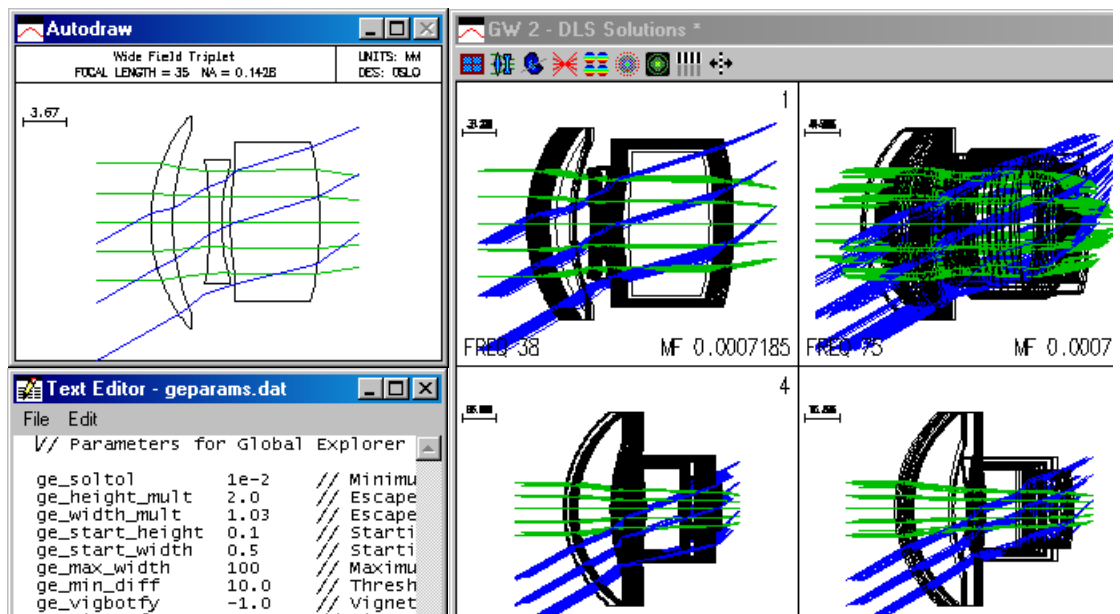 Autodraw
Wide Field Triplet
FOCAL LENGTH = 35 NA = 0.1428
UNITS: MM
DES: OSLO
3.67
Text Editor - geparams.dat
File Edit
// Parameters for Global Explorer
ge_soltol 1e-2 // Minimu
ge_height_mult 2.0 // Escape
ge_width_mult 1.03 // Escape
ge_start_height 0.1 // Starti
ge_start_width 0.5 // Starti
ge_max_width 100 // Maximu
ge_min_diff 10.0 // Thresh
ge_vigbotfy -1.0 // Vignet
GW 2 - DLS Solutions *
1
FREQ 38 MF 0.0007185
FREQ 75 MF 0.0007
4